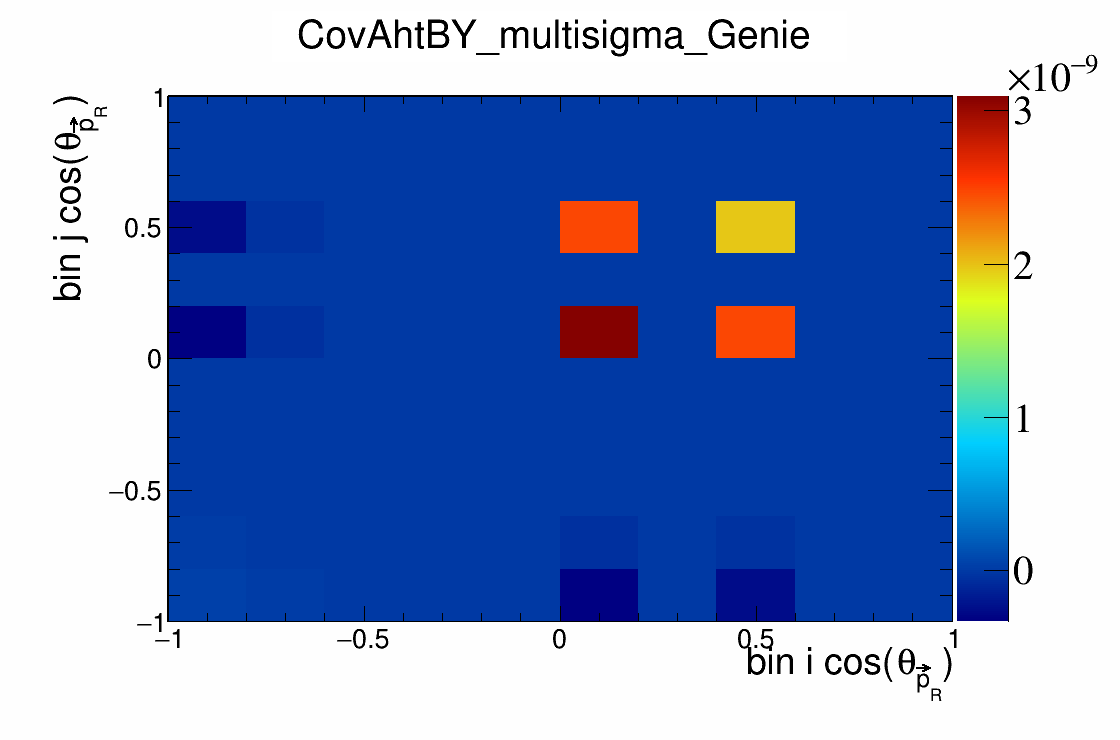 CovAhtBY_multisigma_Genie
×10⁻⁹
bin j cos(θ_p⃗_R)
1
0.5
0
−0.5
−1
3
2
1
0
−1 −0.5 0 0.5 1
bin i cos(θ_p⃗_R)